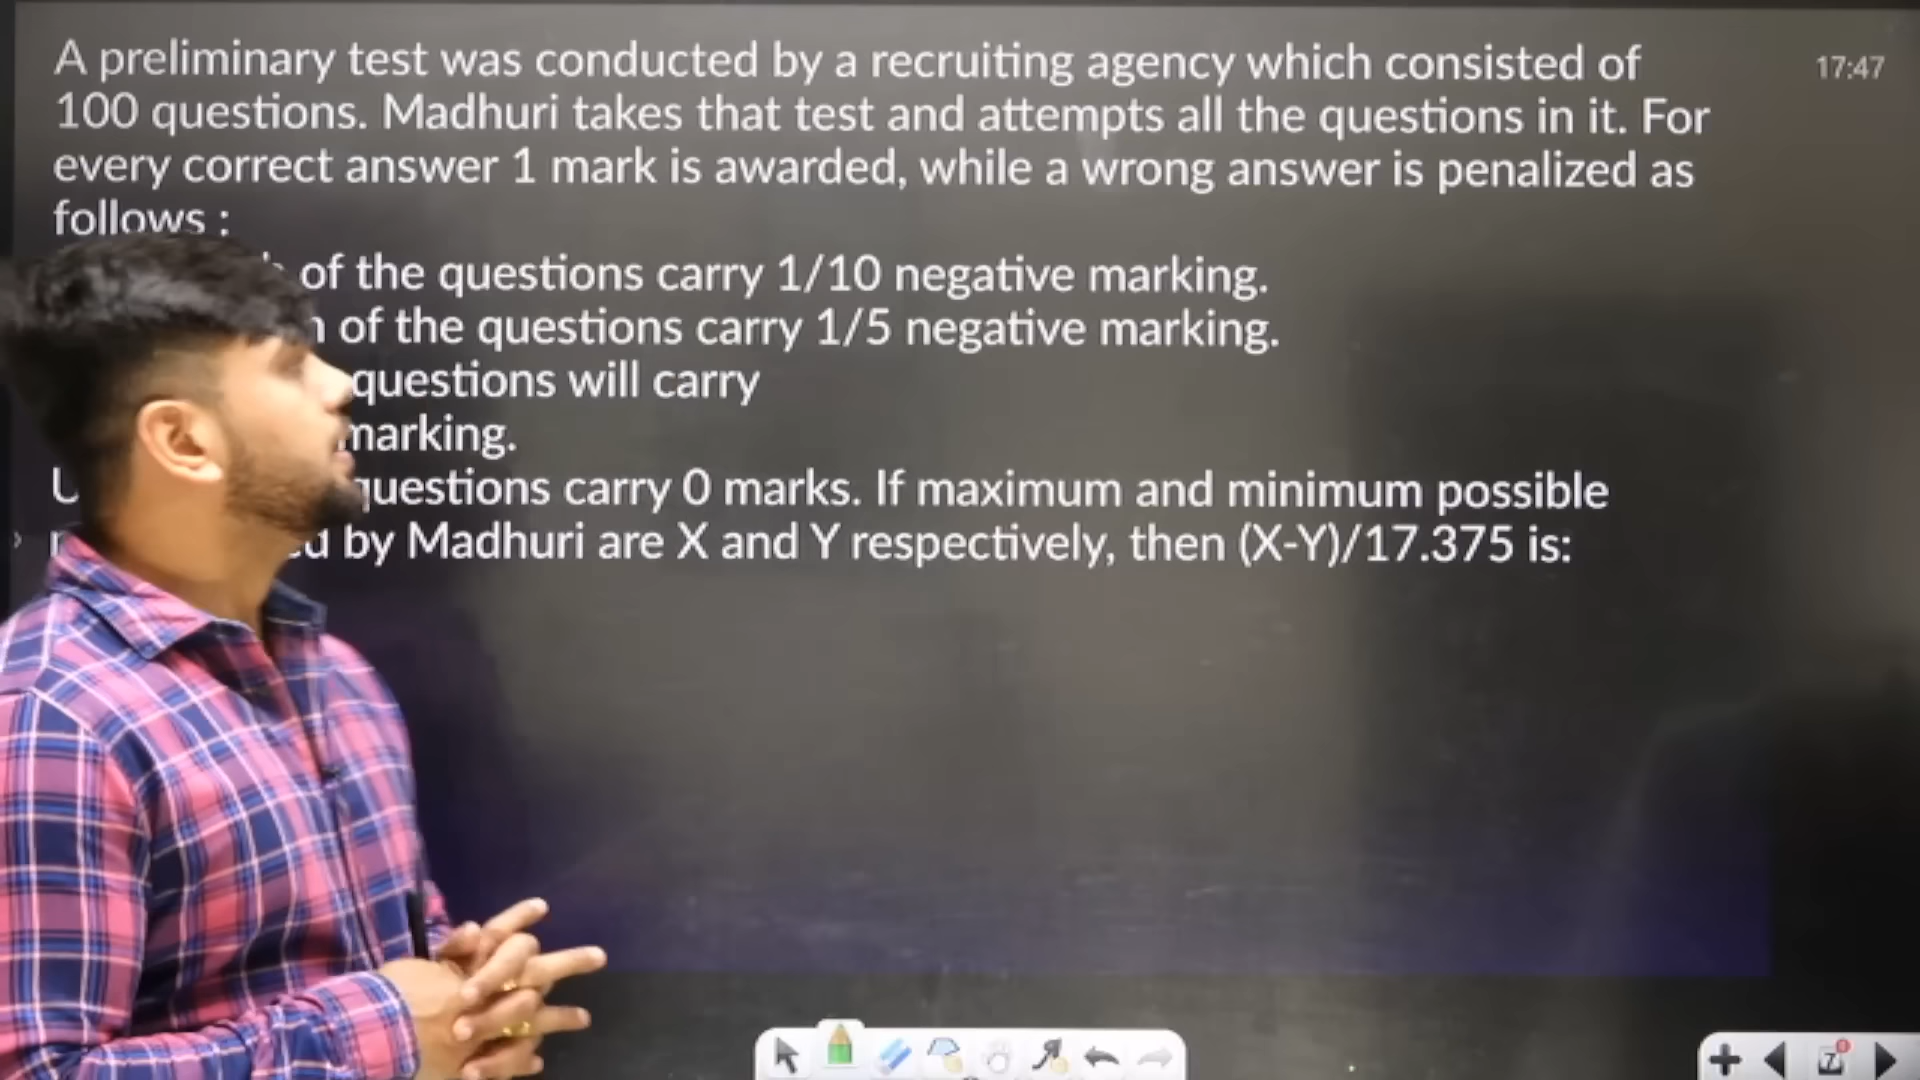 A preliminary test was conducted by a recruiting agency which consisted of
17:47
100 questions. Madhuri takes that test and attempts all the questions in it. For
every correct answer 1 mark is awarded, while a wrong answer is penalized as
follows :
of the questions carry 1/10 negative marking.
of the questions carry 1/5 negative marking.
questions will carry
marking.
questions carry 0 marks. If maximum and minimum possible
by Madhuri are X and Y respectively, then (X-Y)/17.375 is:
7